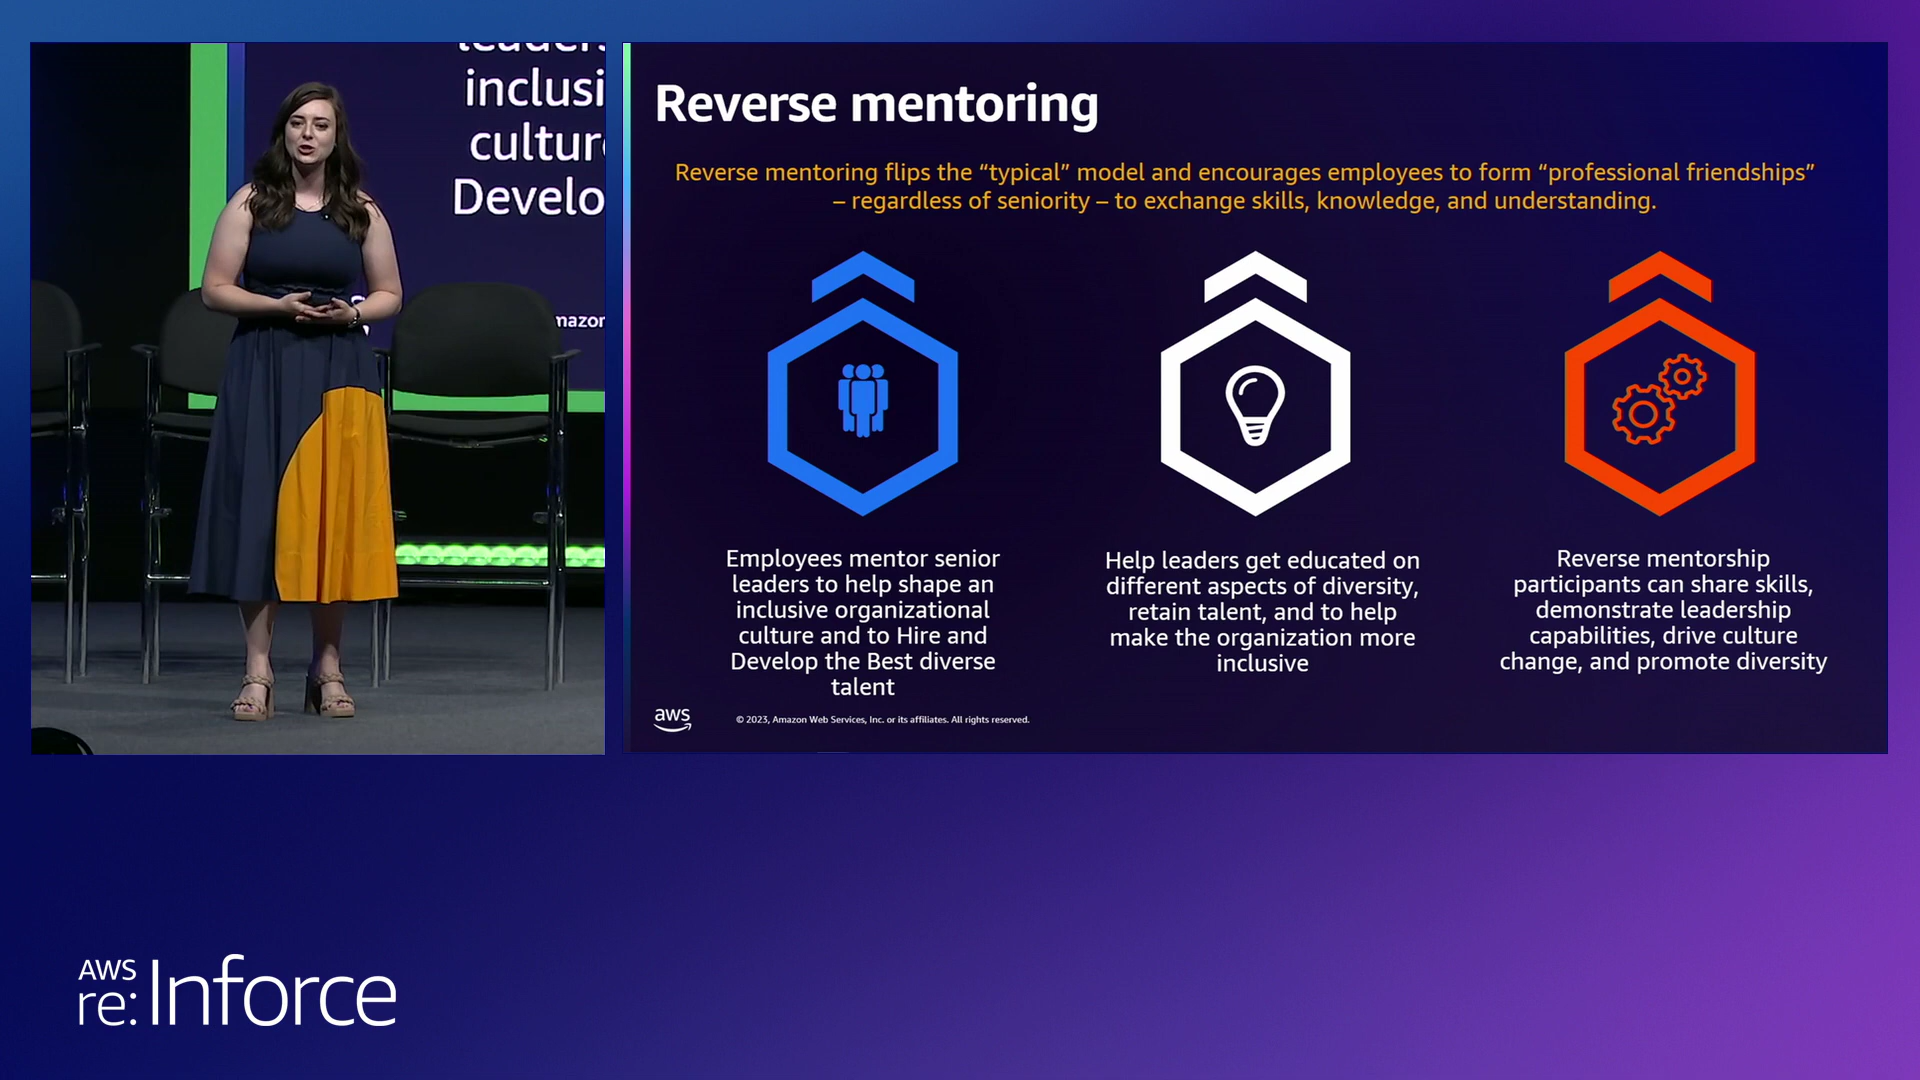 leaders
inclusi
cultur
Develo
mazon
Reverse mentoring
Reverse mentoring flips the “typical” model and encourages employees to form “professional friendships”
– regardless of seniority – to exchange skills, knowledge, and understanding.
Employees mentor senior
leaders to help shape an
inclusive organizational
culture and to Hire and
Develop the Best diverse
talent
Help leaders get educated on
different aspects of diversity,
retain talent, and to help
make the organization more
inclusive
Reverse mentorship
participants can share skills,
demonstrate leadership
capabilities, drive culture
change, and promote diversity
aws
© 2023, Amazon Web Services, Inc. or its affiliates. All rights reserved.
AWS
re:Inforce